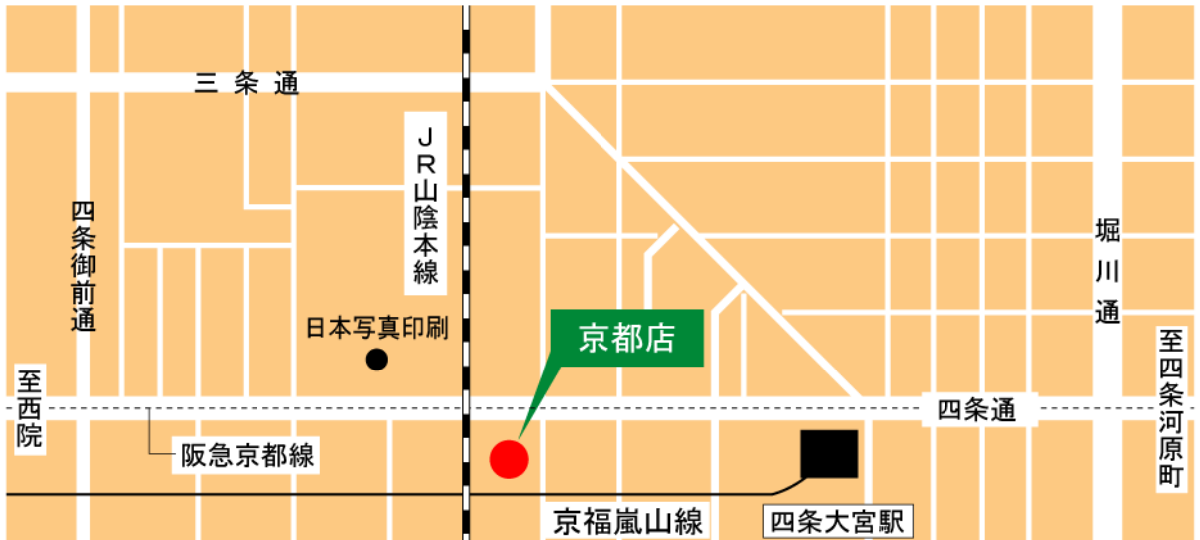 三条通
JR山陰本線
四条御前通
堀川通
日本写真印刷
京都店
至四条河原町
至西院
四条通
阪急京都線
京福嵐山線
四条大宮駅